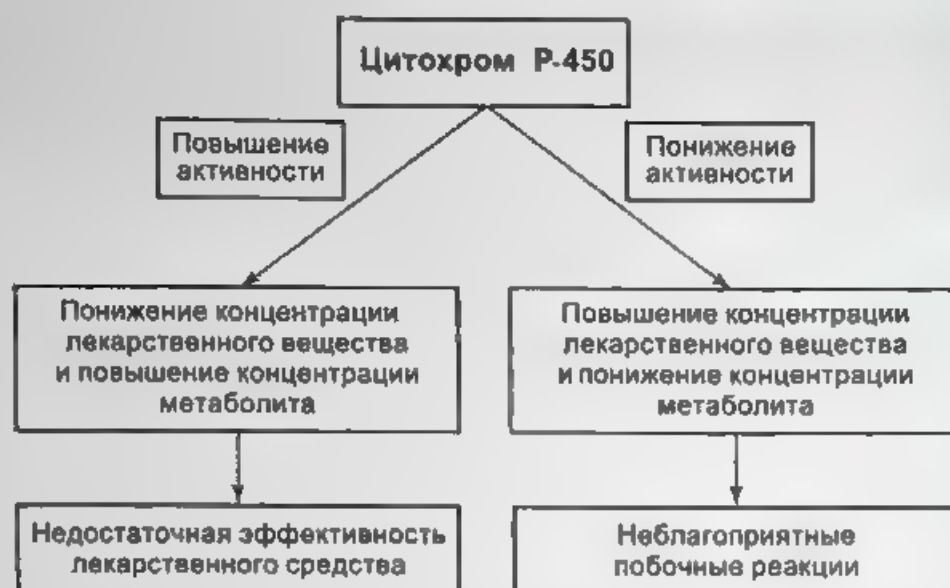 Цитохром Р-450
Повышение
активности
Понижение
активности
Понижение концентрации
лекарственного вещества
и повышение концентрации
метаболита
Повышение концентрации
лекарственного вещества
и понижение концентрации
метаболита
Недостаточная эффективность
лекарственного средства
Неблагоприятные
побочные реакции